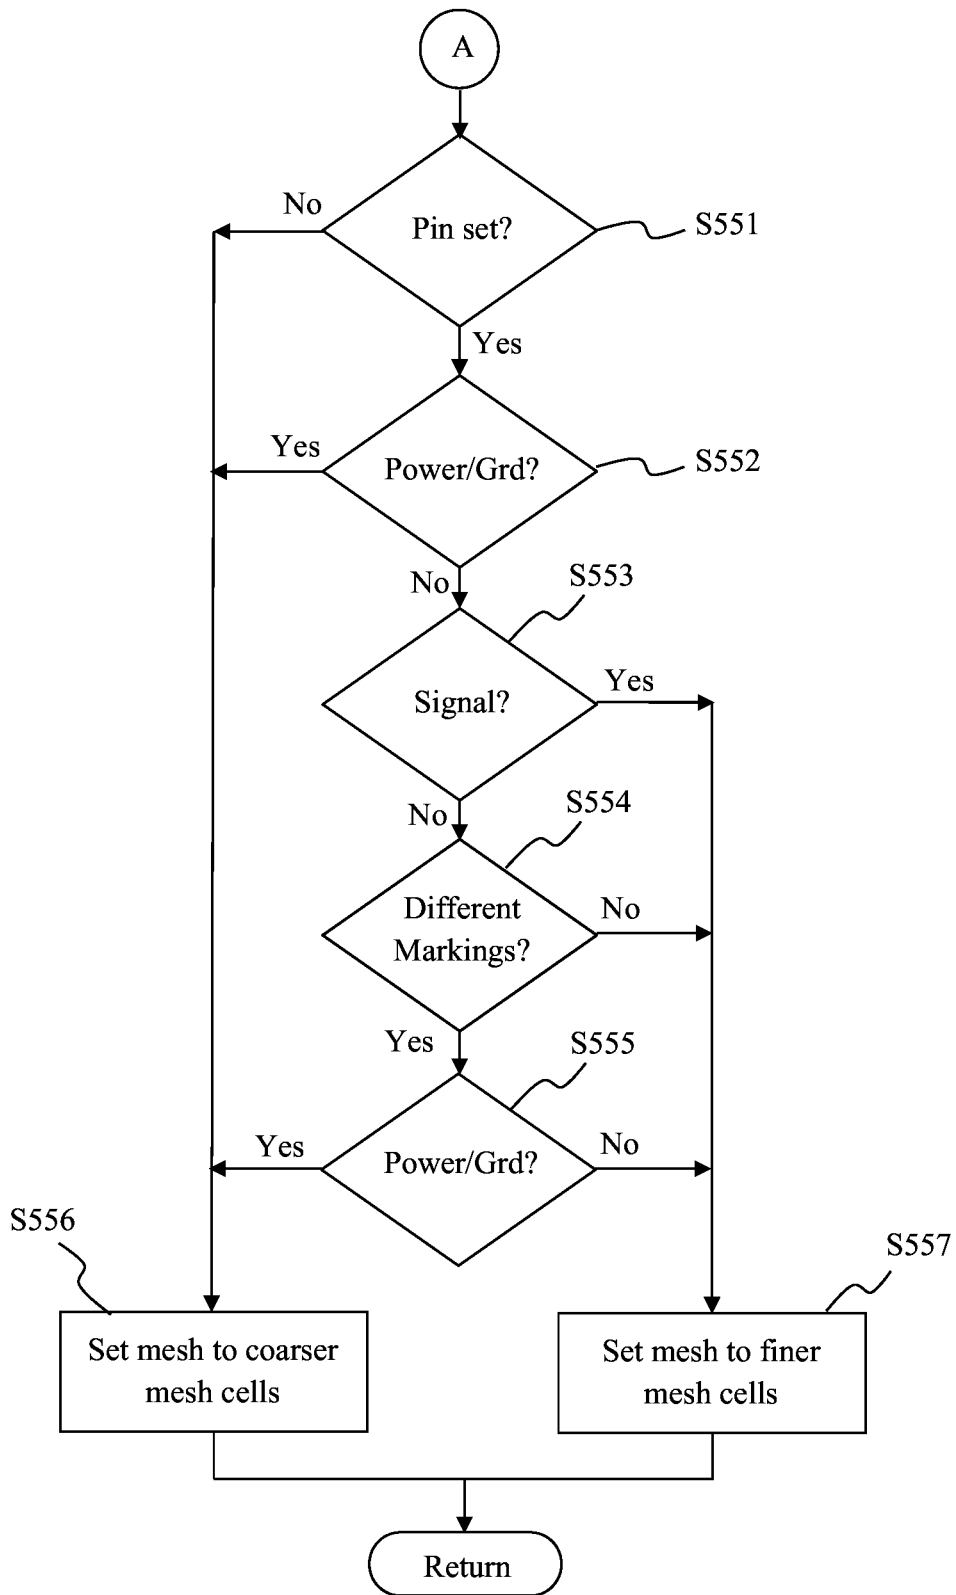 A
No
Pin set?
S551
Yes
Yes
Power/Grd?
S552
No
S553
Signal?
Yes
No
S554
Different
Markings?
No
Yes
S555
Yes
Power/Grd?
No
S556
S557
Set mesh to coarser
mesh cells
Set mesh to finer
mesh cells
Return